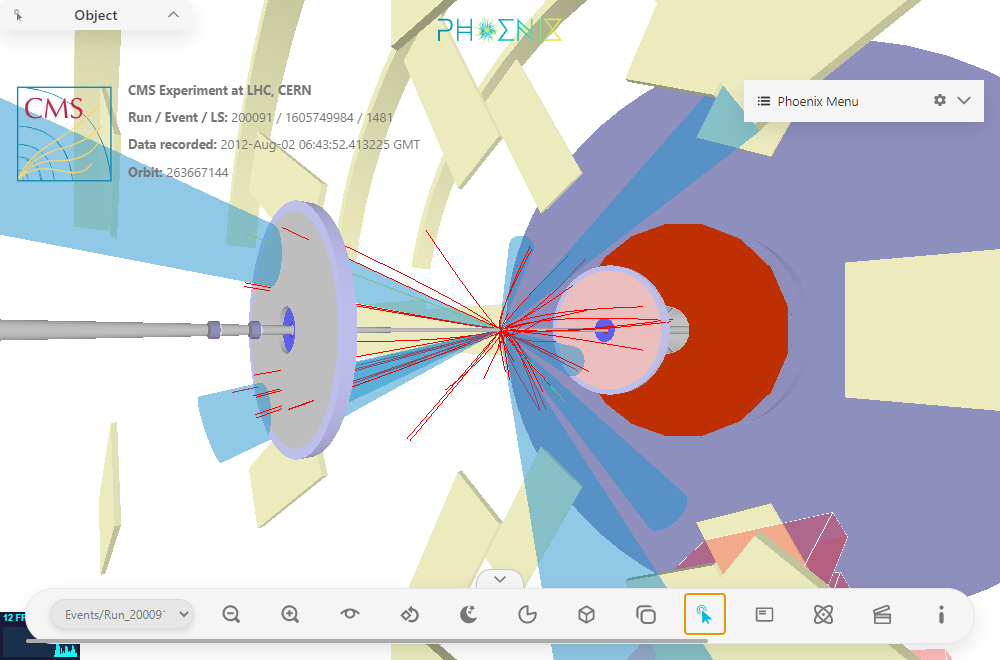 Object
PHOENIX
CMS
CMS Experiment at LHC, CERN
Run / Event / LS: 200091 / 1605749984 / 1481
Data recorded: 2012-Aug-02 06:43:52.413225 GMT
Orbit: 263667144
Phoenix Menu
Events/Run_20009
12 FP